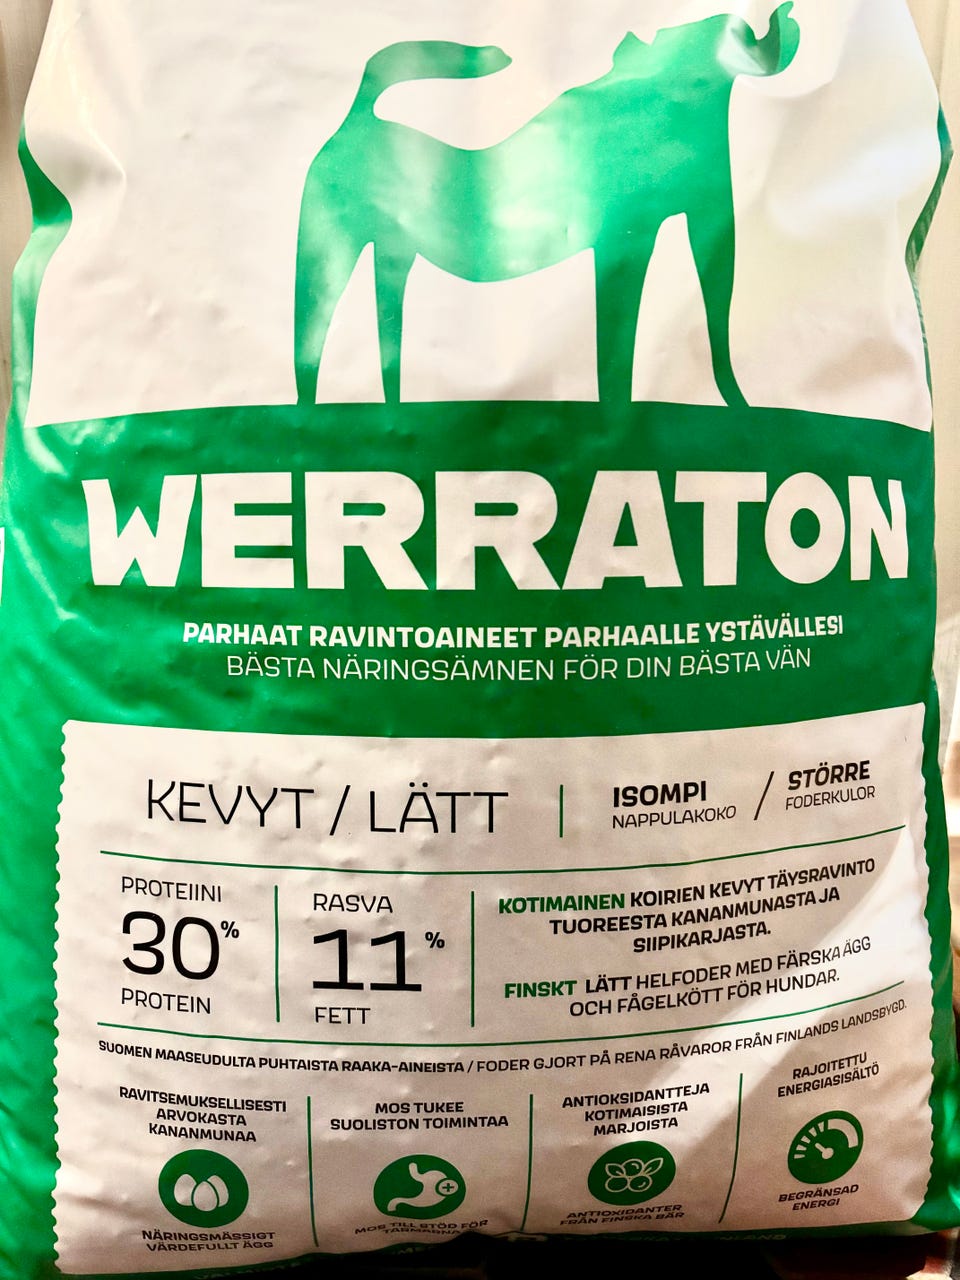 WERRATON
PARHAAT RAVINTOAINEET PARHAALLE YSTÄVÄLLESI
BÄSTA NÄRINGSÄMNEN FÖR DIN BÄSTA VÄN
KEVYT / LÄTT
ISOMPI / STÖRRE
NAPPULAKOKO FODERKULOR
PROTEIINI
30%
PROTEIN
RASVA
11%
FETT
KOTIMAINEN KOIRIEN KEVYT TÄYSRAVINTO
TUOREESTA KANANMUNASTA JA
SIIPIKARJASTA.
FINSKT LÄTT HELFODER MED FÄRSKA ÄGG
OCH FÅGELKÖTT FÖR HUNDAR.
SUOMEN MAASEUDULTA PUHTAISTA RAAKA-AINEISTA / FODER GJORT PÅ RENA RÅVAROR FRÅN FINLANDS LANDSBYGD.
RAVITSEMUKSELLISESTI
ARVOKASTA
KANANMUNAA
NÄRINGSMÄSSIGT
VÄRDEFULLT ÄGG
MOS TUKEE
SUOLISTON TOIMINTAA
MOS TILL STÖD FÖR
TARMARNA
ANTIOKSIDANTTEJA
KOTIMAISISTA
MARJOISTA
ANTIOXIDANTER
FRÅN FINSKA BÄR
RAJOITETTU
ENERGIASISÄLTÖ
BEGRÄNSAD
ENERGI